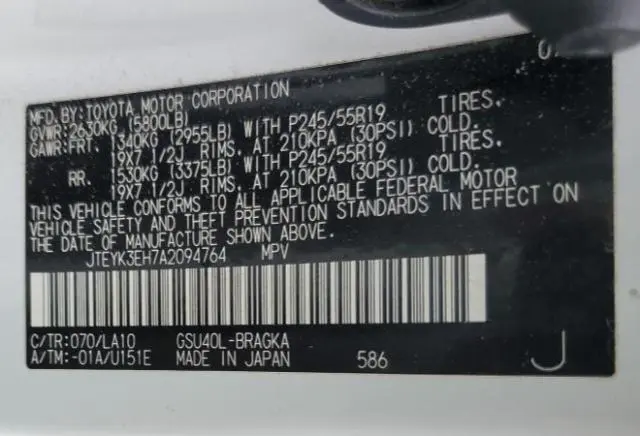 07
MFD.BY:TOYOTA MOTOR CORPORATION
GVWR:2630KG (5800LB)
GAWR:FRT. 1340KG (2955LB) WITH P245/55R19 TIRES,
19X7 1/2J RIMS, AT 210KPA (30PSI) COLD.
RR. 1530KG (3375LB) WITH P245/55R19 TIRES,
19X7 1/2J RIMS, AT 210KPA (30PSI) COLD.
THIS VEHICLE CONFORMS TO ALL APPLICABLE FEDERAL MOTOR
VEHICLE SAFETY AND THEFT PREVENTION STANDARDS IN EFFECT ON
THE DATE OF MANUFACTURE SHOWN ABOVE.
JTEYK3EH7A2094764 MPV
C/TR:070/LA10 GSU40L-BRAGKA
A/TM:-01A/U151E MADE IN JAPAN 586 J